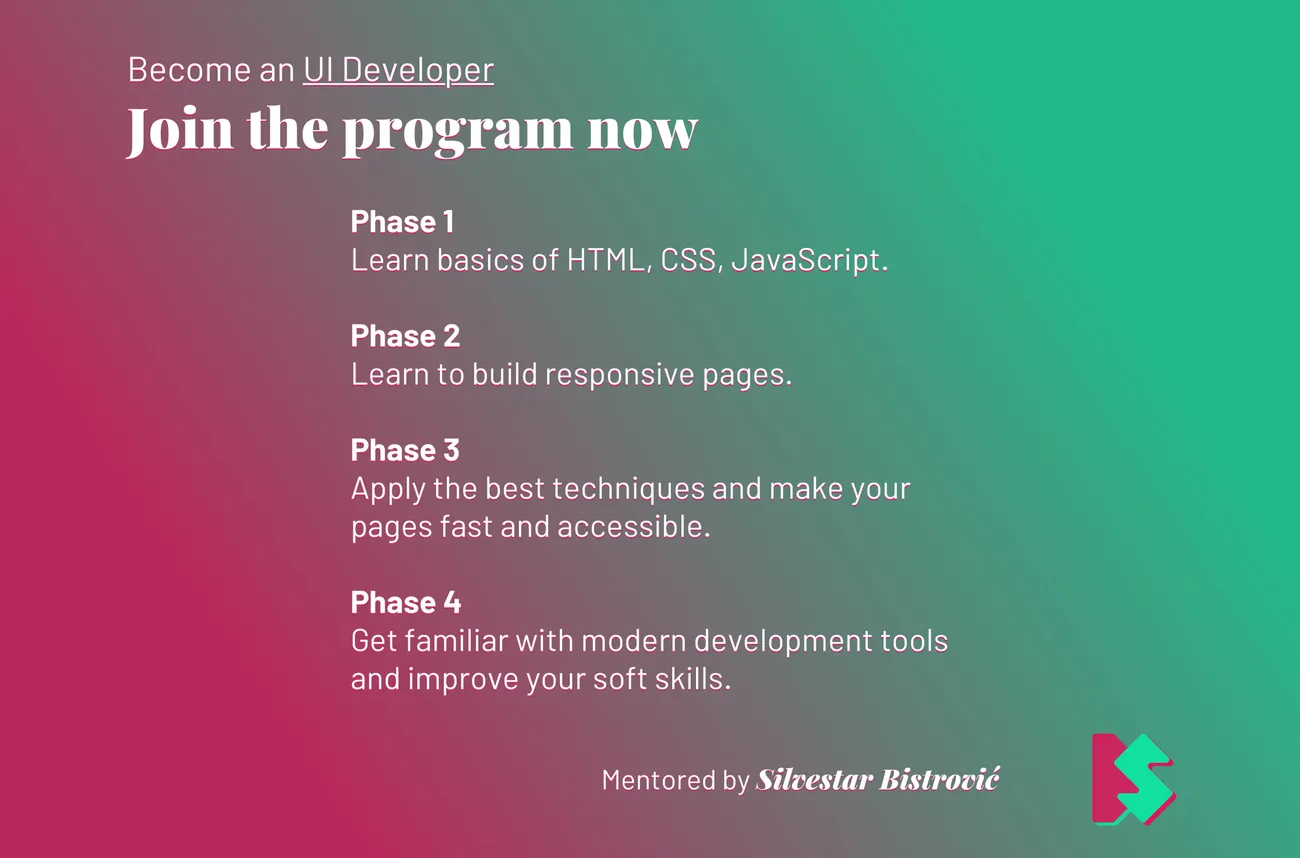 Become an UI Developer
Join the program now
Phase 1
Learn basics of HTML, CSS, JavaScript.
Phase 2
Learn to build responsive pages.
Phase 3
Apply the best techniques and make your
pages fast and accessible.
Phase 4
Get familiar with modern development tools
and improve your soft skills.
Mentored by Silvestar Bistrović